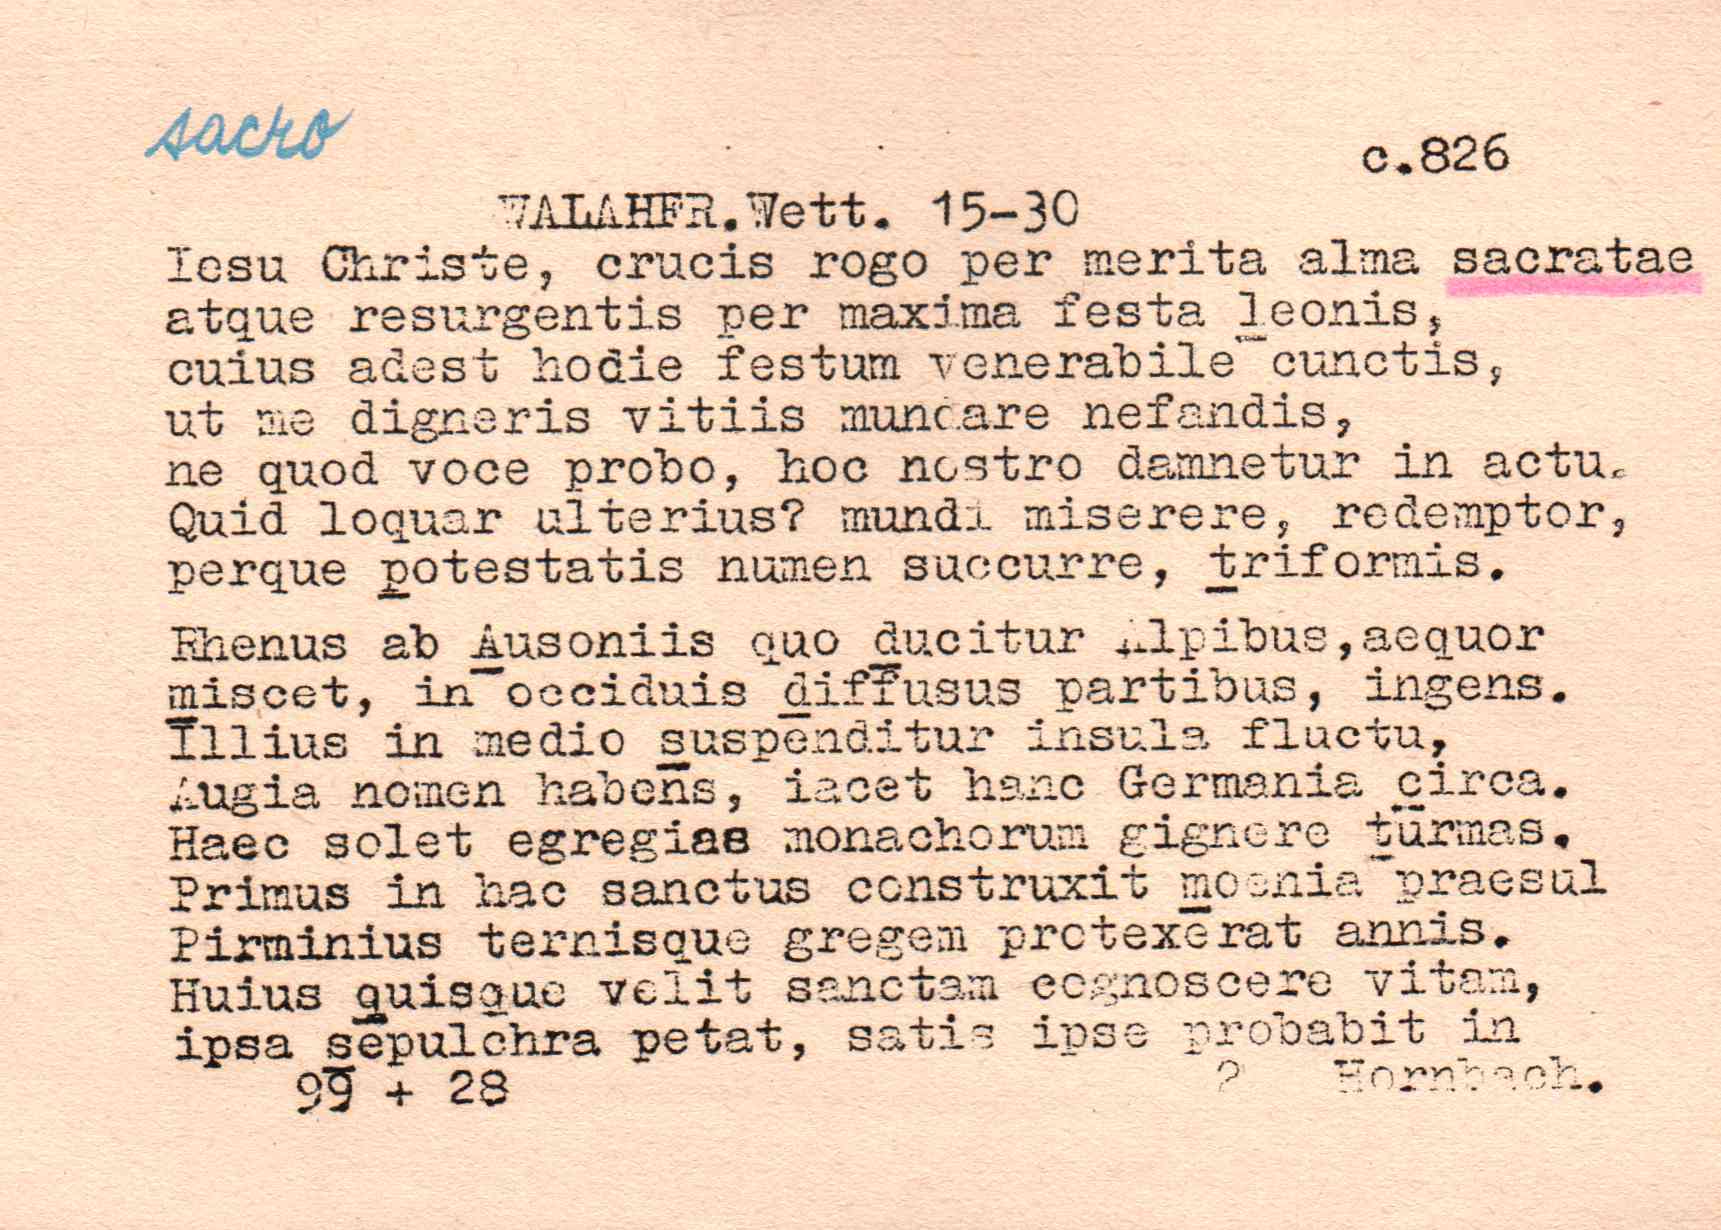 sacro
c.826
WALAHFR.Wett. 15-30
Iesu Christe, crucis rogo per merita alma sacratae
atque resurgentis per maxima festa leonis,
cuius adest hodie festum venerabile cunctis,
ut me digneris vitiis mundare nefandis,
ne quod voce probo, hoc nostro damnetur in actu.
Quid loquar ulterius? mundi miserere, redemptor,
perque potestatis numen succurre, triformis.
Rhenus ab Ausoniis quo ducitur Alpibus,aequor
miscet, in occiduis diffusus partibus, ingens.
Illius in medio suspenditur insula fluctu,
Augia nomen habens, iacet hanc Germania circa.
Haec solet egregias monachorum gignere turmas.
Primus in hac sanctus construxit moenia praesul
Pirminius ternisque gregem protexerat annis.
Huius quisque velit sanctam cognoscere vitam,
ipsa sepulchra petat, satis ipse probabit in
99 + 28 ? Hornbach.